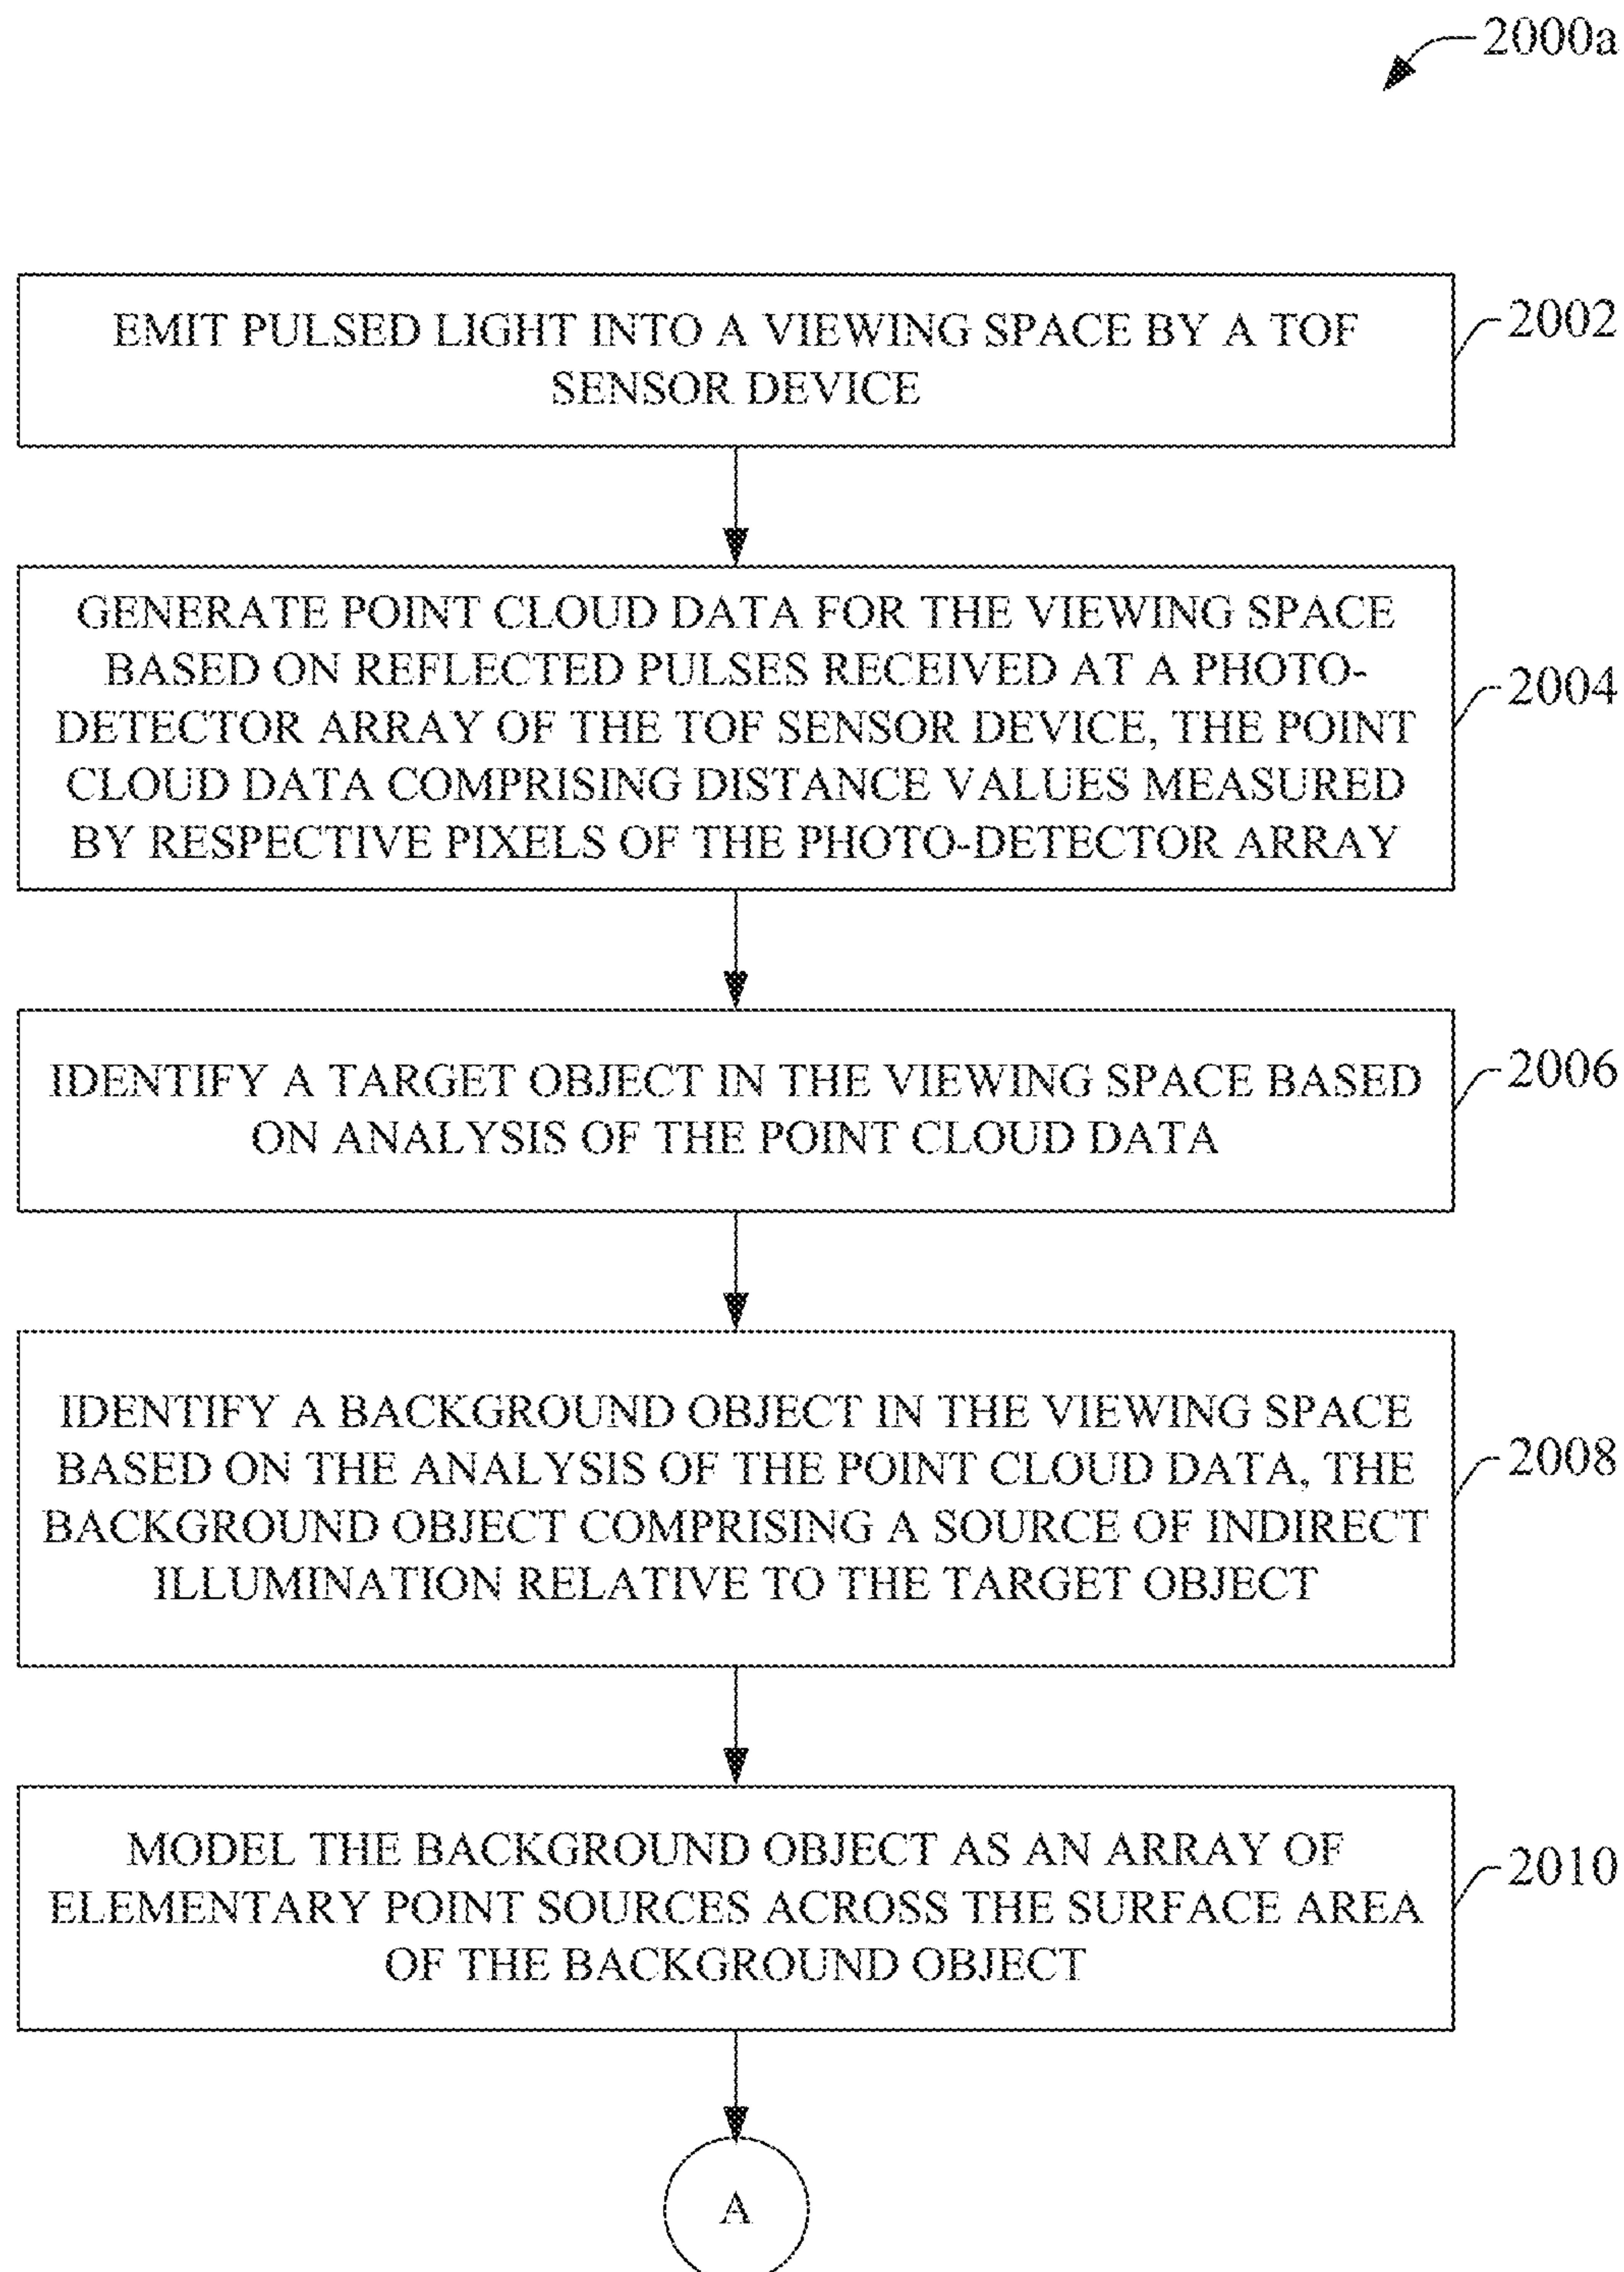 2000a
EMIT PULSED LIGHT INTO A VIEWING SPACE BY A TOF
SENSOR DEVICE
2002
GENERATE POINT CLOUD DATA FOR THE VIEWING SPACE
BASED ON REFLECTED PULSES RECEIVED AT A PHOTO-
DETECTOR ARRAY OF THE TOF SENSOR DEVICE, THE POINT
CLOUD DATA COMPRISING DISTANCE VALUES MEASURED
BY RESPECTIVE PIXELS OF THE PHOTO-DETECTOR ARRAY
2004
IDENTIFY A TARGET OBJECT IN THE VIEWING SPACE BASED
ON ANALYSIS OF THE POINT CLOUD DATA
2006
IDENTIFY A BACKGROUND OBJECT IN THE VIEWING SPACE
BASED ON THE ANALYSIS OF THE POINT CLOUD DATA, THE
BACKGROUND OBJECT COMPRISING A SOURCE OF INDIRECT
ILLUMINATION RELATIVE TO THE TARGET OBJECT
2008
MODEL THE BACKGROUND OBJECT AS AN ARRAY OF
ELEMENTARY POINT SOURCES ACROSS THE SURFACE AREA
OF THE BACKGROUND OBJECT
2010
A